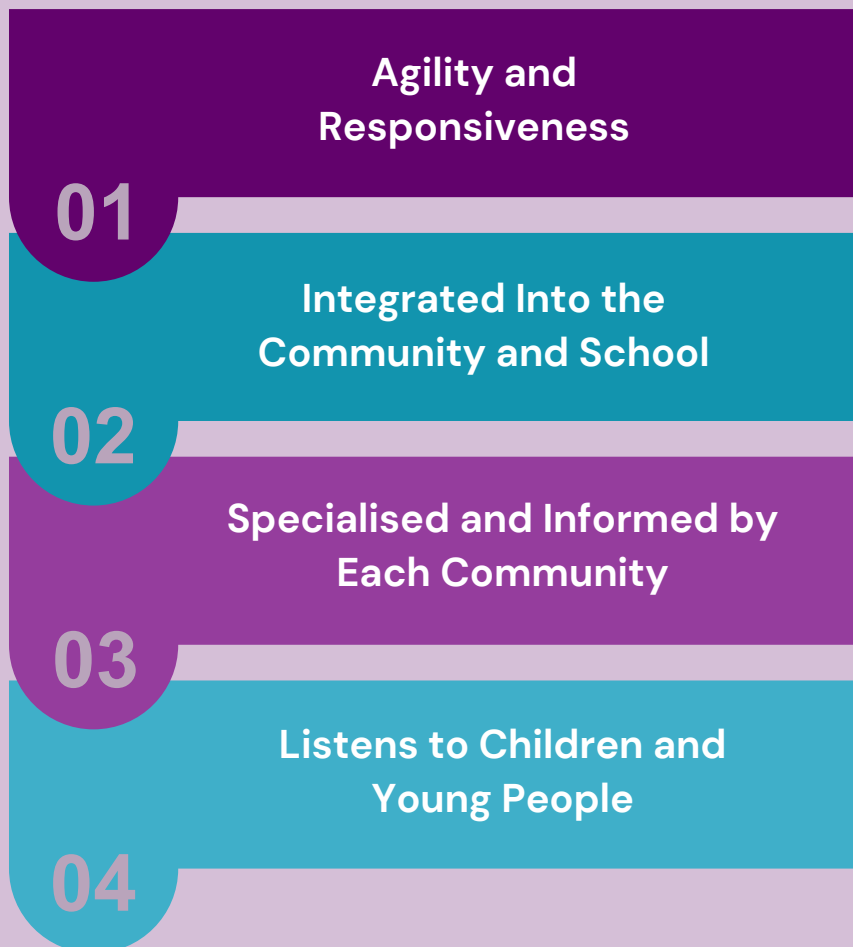 Agility and
Responsiveness
01
Integrated Into the
Community and School
02
Specialised and Informed by
Each Community
03
Listens to Children and
Young People
04